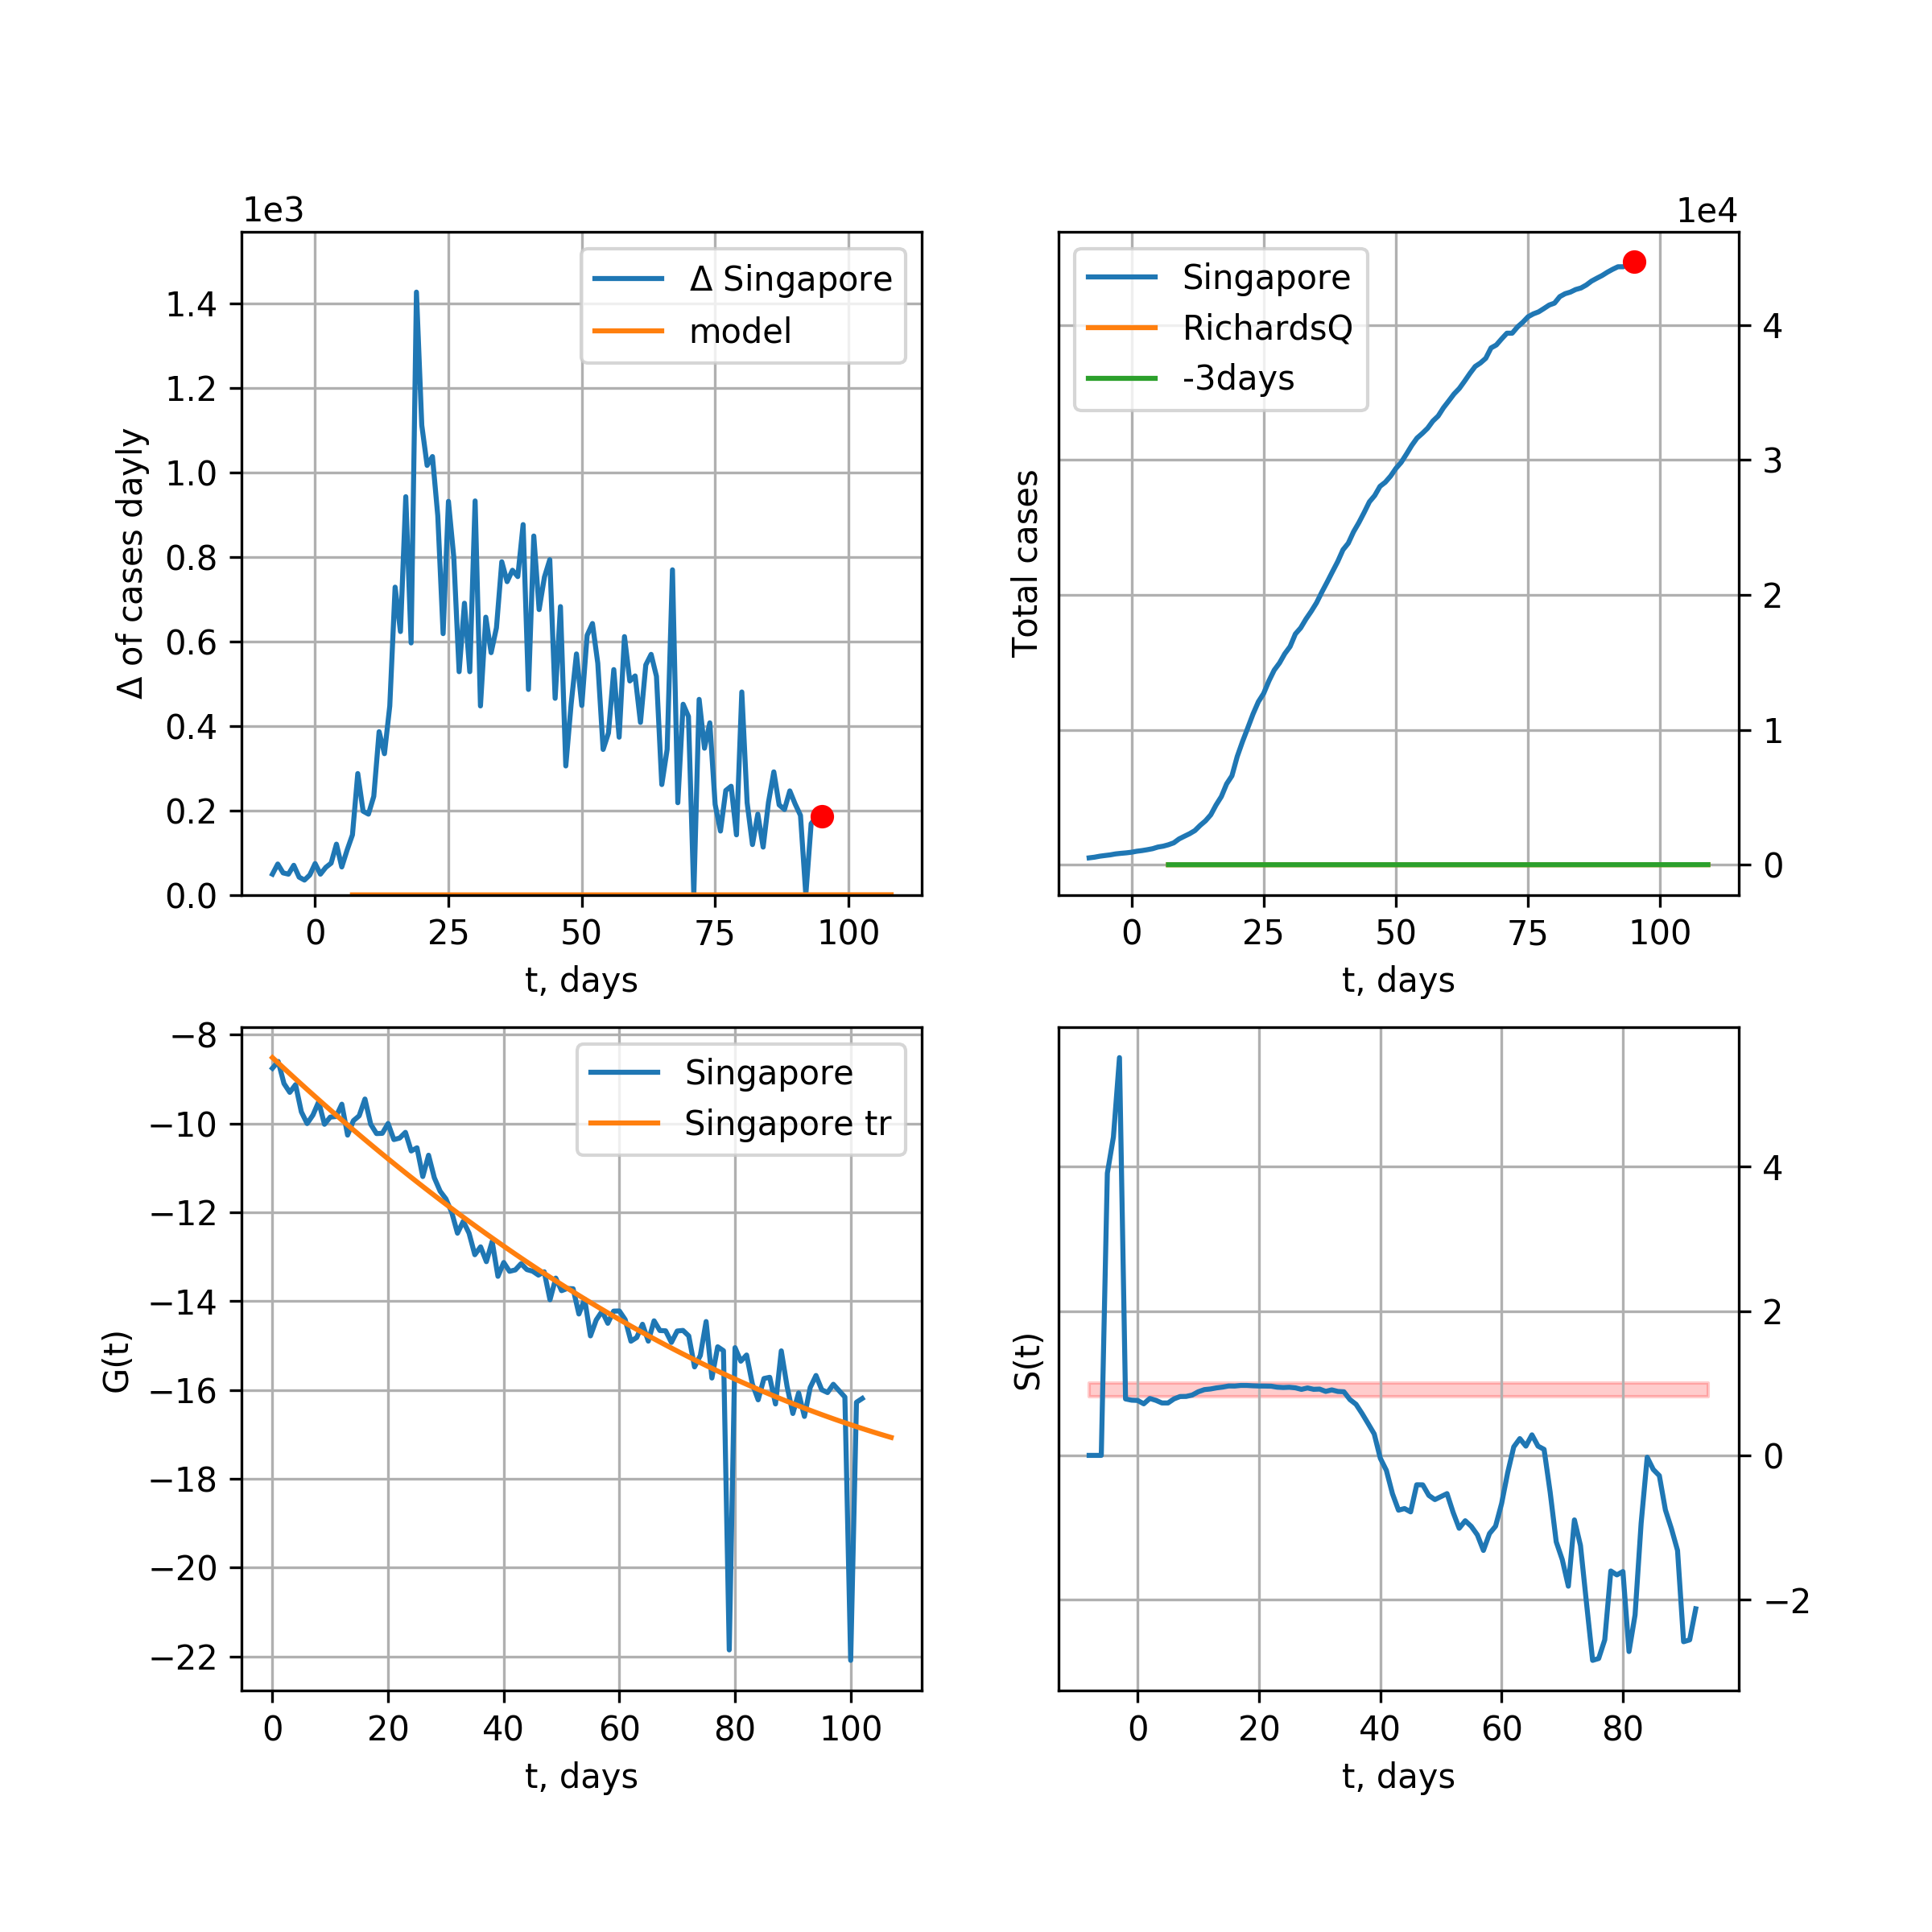 1e3
Δ of cases dayly
1.4
1.2
1.0
0.8
0.6
0.4
0.2
0.0
Δ Singapore
model
0 25 50 75 100
t, days
1e4
Total cases
Singapore
RichardsQ
-3days
4
3
2
1
0
0 25 50 75 100
t, days
G(t)
−8
−10
−12
−14
−16
−18
−20
−22
Singapore
Singapore tr
0 20 40 60 80 100
t, days
S(t)
4
2
0
−2
0 20 40 60 80
t, days